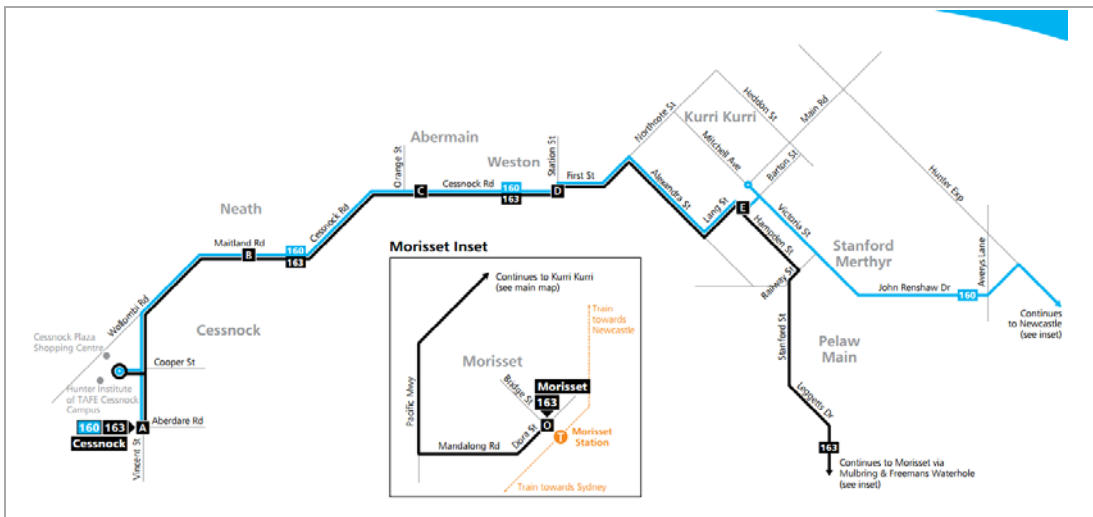 Heddon St
Main Rd
Northcote St
Kurri Kurri
Mitchell Ave
Barton St
Hunter Exp
Abermain
Orange St
Weston
Station St
C
Cessnock Rd
160
163
D
First St
Alexandra St
Lang St
E
Hampden St
Victoria St
Stanford
Merthyr
Averys Lane
Railway St
John Renshaw Dr
160
Continues
to Newcastle
(see inset)
Neath
Cessnock Rd
Maitland Rd
B
160
163
Wollombi Rd
Cessnock
Cessnock Plaza
Shopping Centre
Cooper St
Hunter Institute
of TAFE Cessnock
Campus
160
163
A
Aberdare Rd
Cessnock
Vincent St
Morisset Inset
Continues to Kurri Kurri
(see main map)
Train
towards
Newcastle
Morisset
Bridge St
Morisset
163
O
Pacific Mwy
Dora St
T
Morisset
Station
Mandalong Rd
Train towards Sydney
Stanford St
Pelaw
Main
Leggetts Dr
163
Continues to Morisset via
Mulbring & Freemans Waterhole
(see inset)